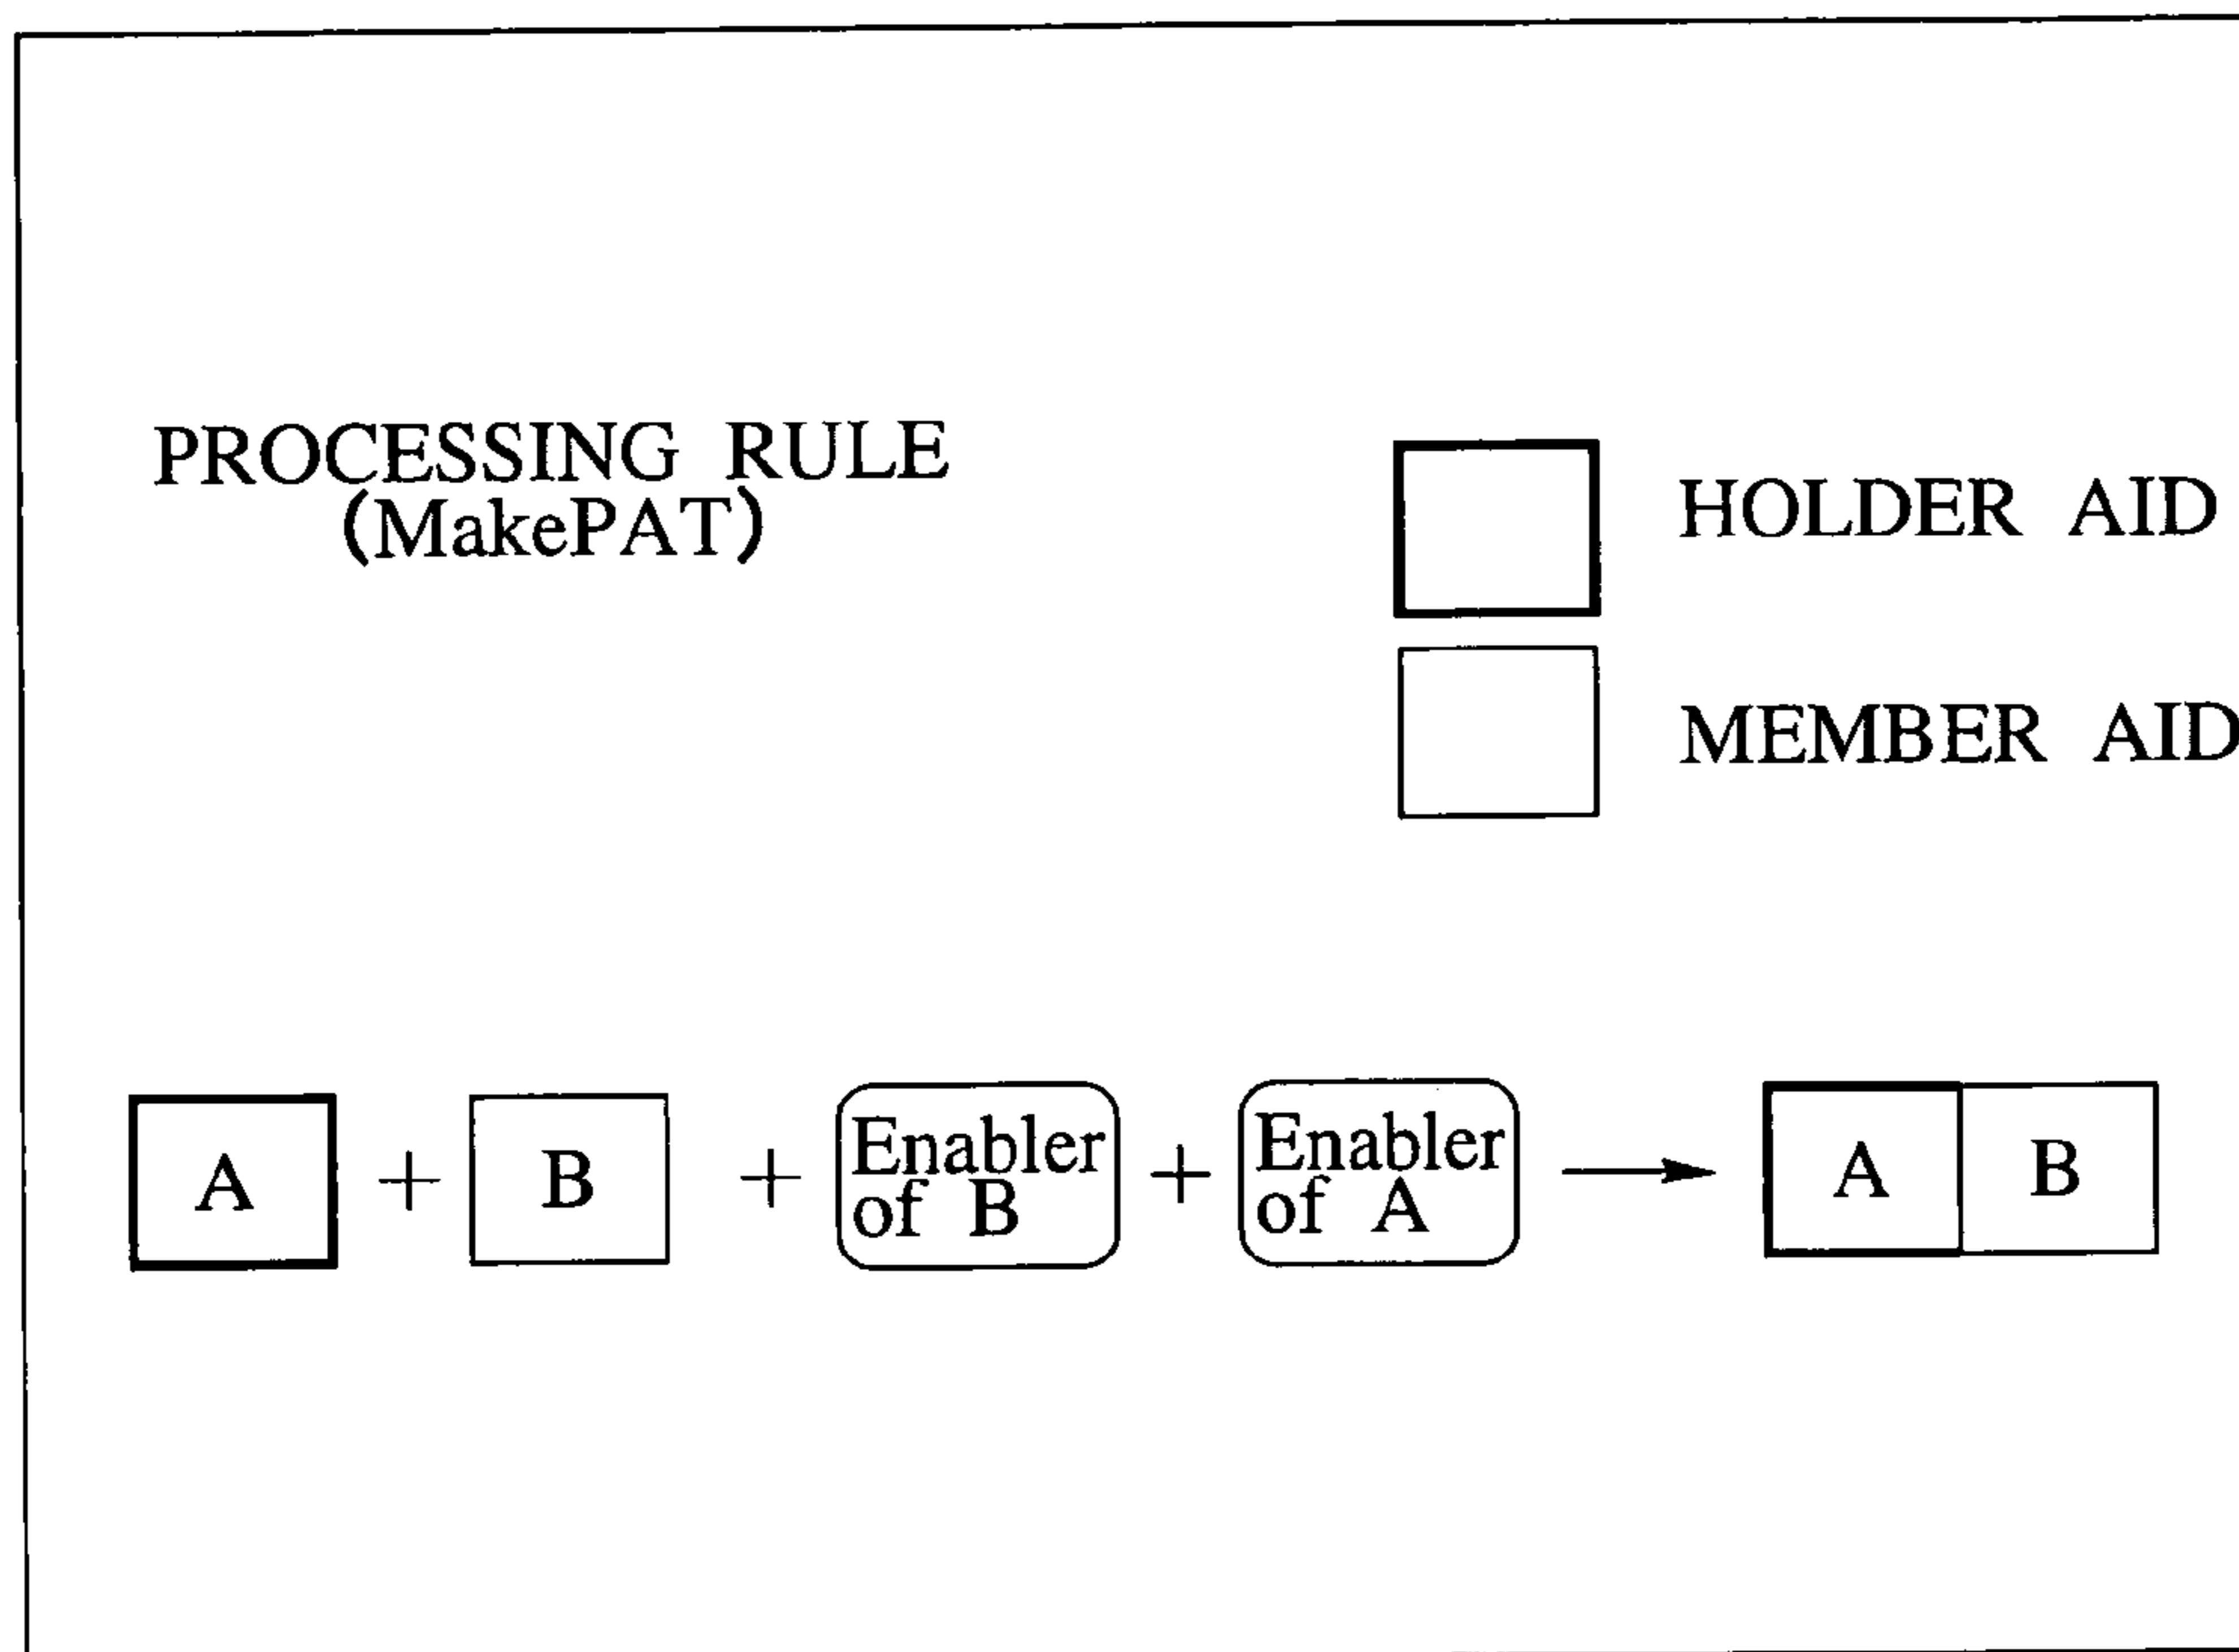 PROCESSING RULE
(MakePAT)
HOLDER AID
MEMBER AID
A + B + Enabler of B + Enabler of A → A B